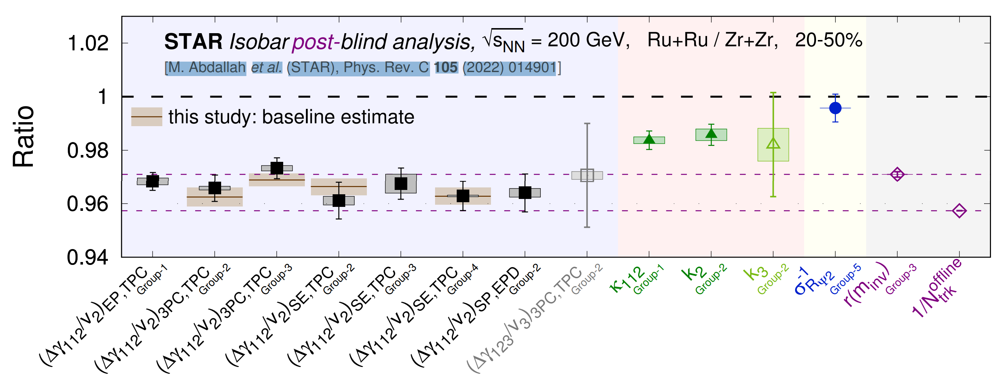 STAR Isobar post-blind analysis, √sNN = 200 GeV, Ru+Ru / Zr+Zr, 20-50%
[M. Abdallah et al. (STAR), Phys. Rev. C 105 (2022) 014901]
this study: baseline estimate
Ratio
1.02
1
0.98
0.96
0.94
(Δγ112/v2)EP,TPC Group-1
(Δγ112/v2)3PC,TPC Group-2
(Δγ112/v2)3PC,TPC Group-3
(Δγ112/v2)SE,TPC Group-2
(Δγ112/v2)SE,TPC Group-3
(Δγ112/v2)SE,TPC Group-4
(Δγ112/v2)SP,EPD Group-2
(Δγ123/v3)3PC,TPC Group-2
κ112 Group-1
k2 Group-2
k3 Group-2
σ-1RΨ2 Group-5
r(minv) Group-3
1/Nofflinetrk